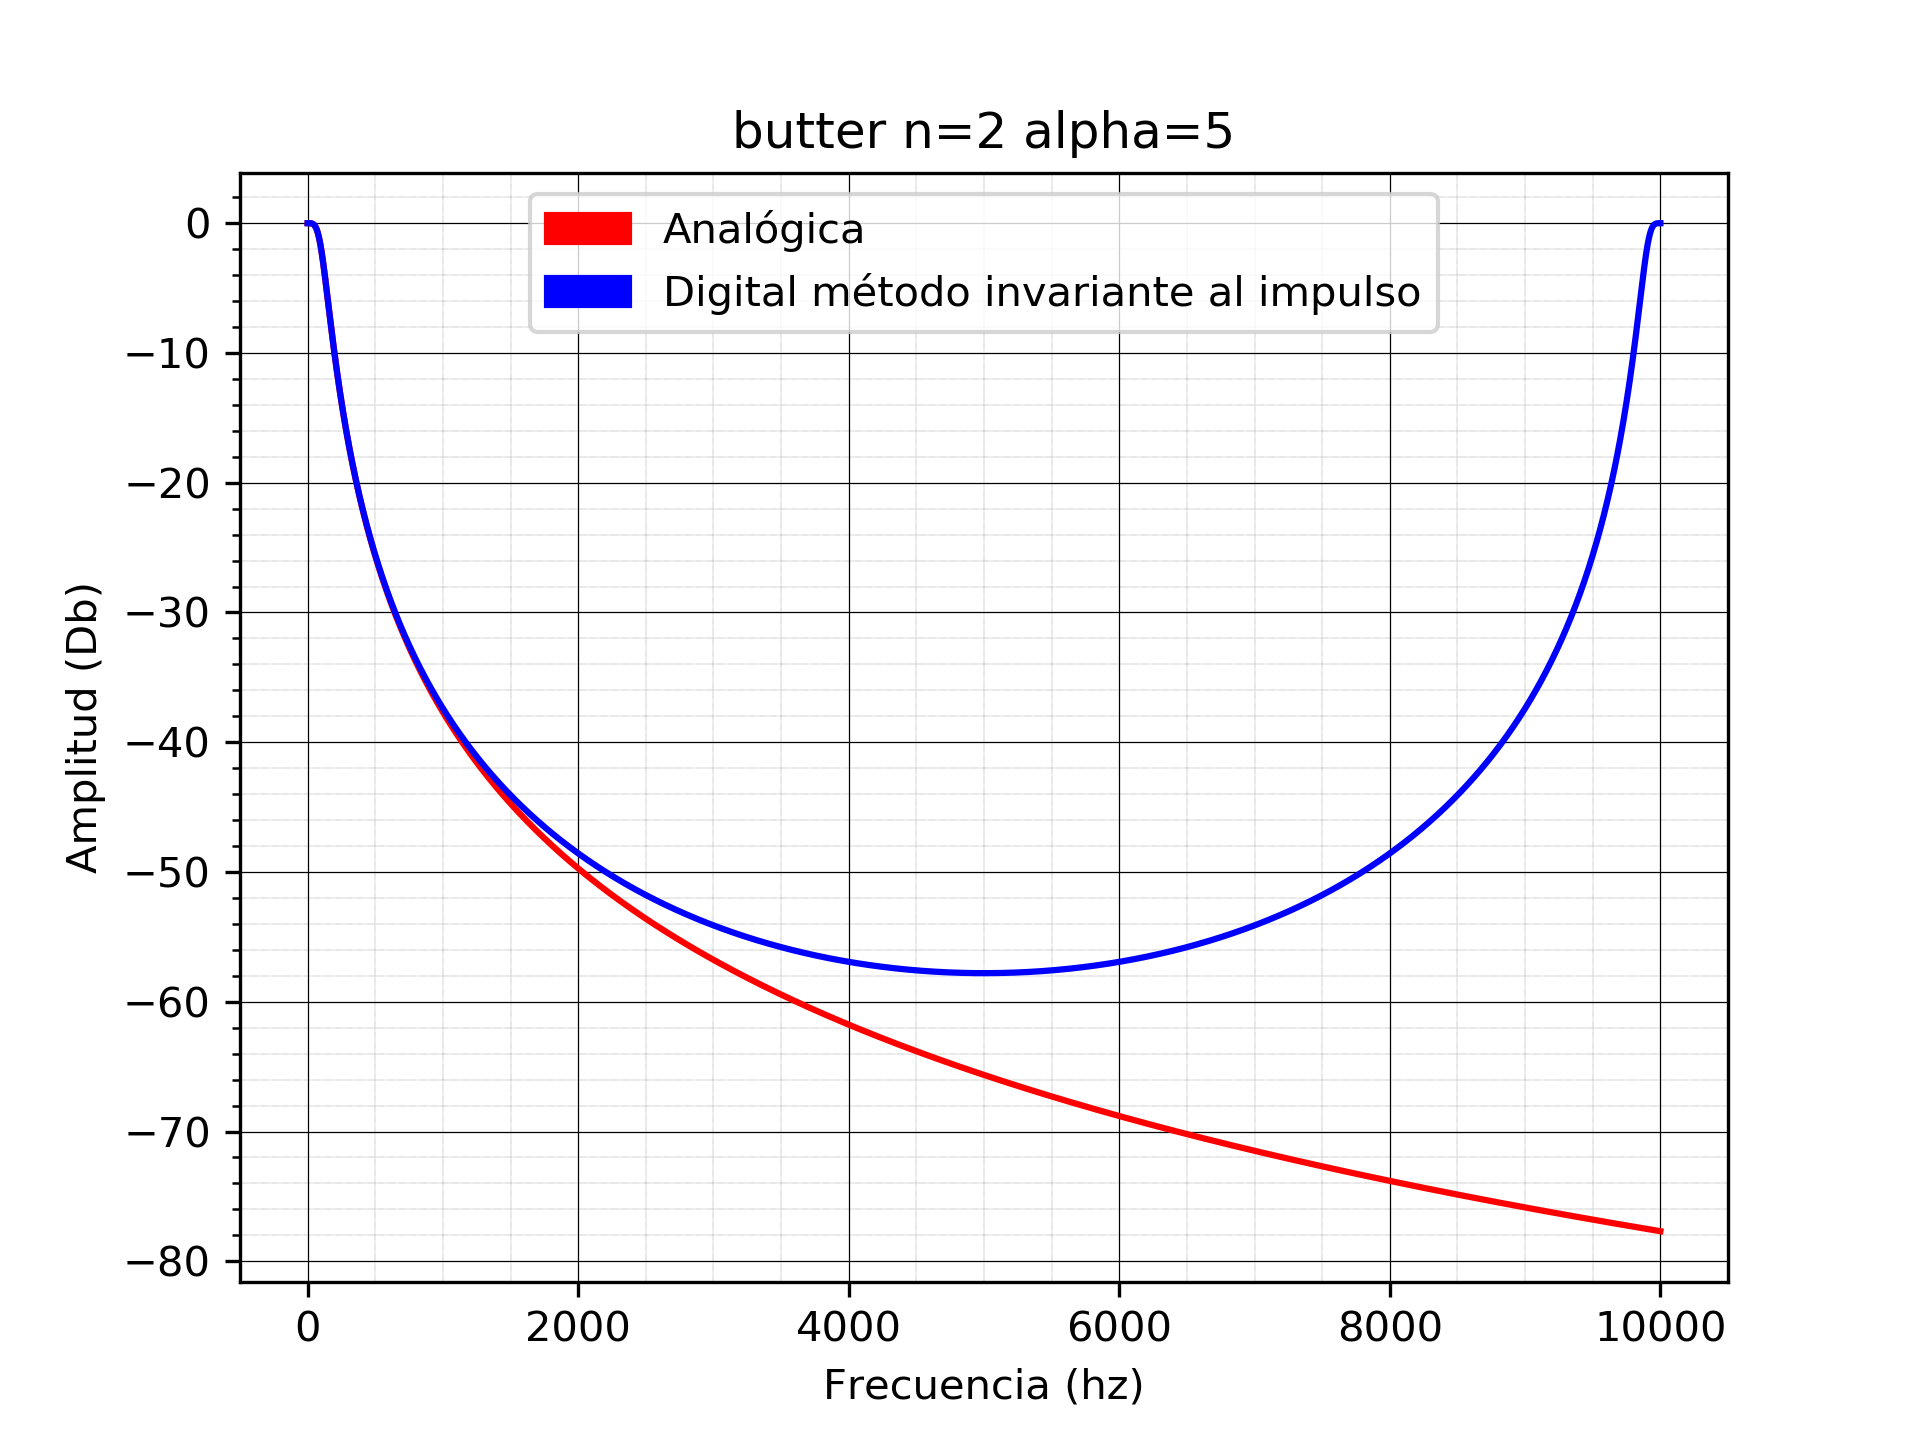 butter n=2 alpha=5
Analógica
Digital método invariante al impulso
0
−10
−20
−30
−40
−50
−60
−70
−80
Amplitud (Db)
0 2000 4000 6000 8000 10000
Frecuencia (hz)